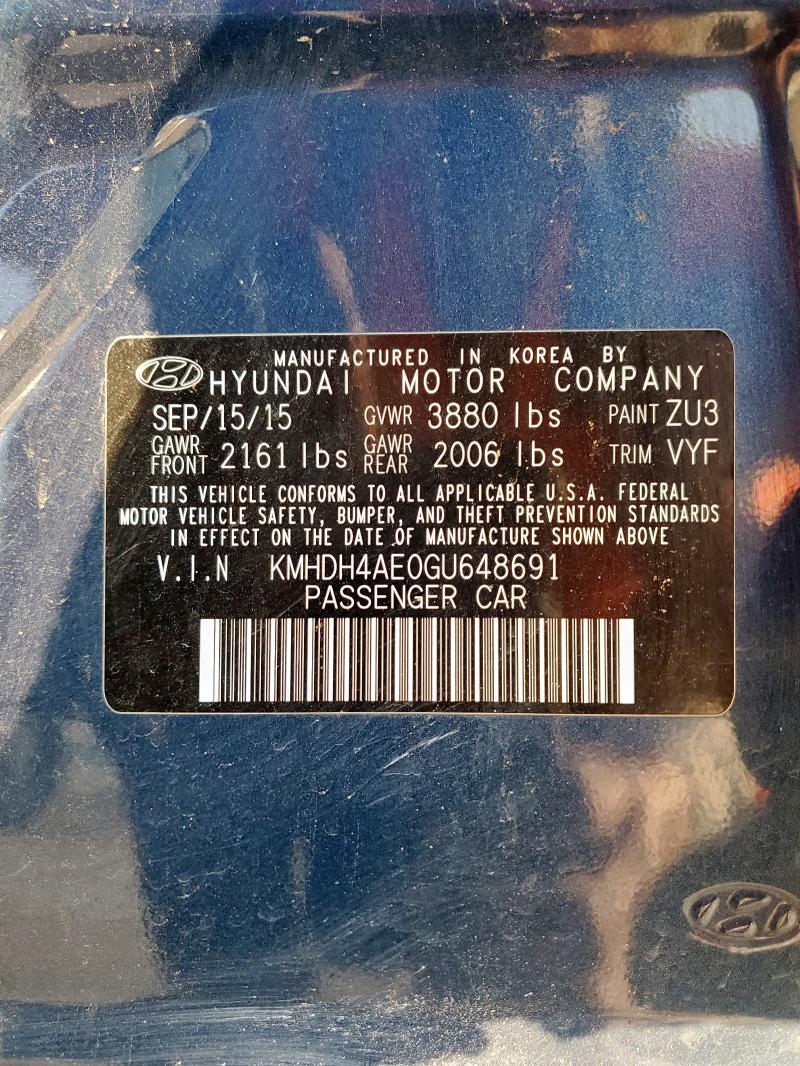 MANUFACTURED IN KOREA BY
HYUNDAI MOTOR COMPANY
SEP/15/15 GVWR 3880 lbs PAINT ZU3
GAWR FRONT 2161 lbs GAWR REAR 2006 lbs TRIM VYF
THIS VEHICLE CONFORMS TO ALL APPLICABLE U.S.A. FEDERAL
MOTOR VEHICLE SAFETY, BUMPER, AND THEFT PREVENTION STANDARDS
IN EFFECT ON THE DATE OF MANUFACTURE SHOWN ABOVE
V.I.N KMHDH4AE0GU648691
PASSENGER CAR